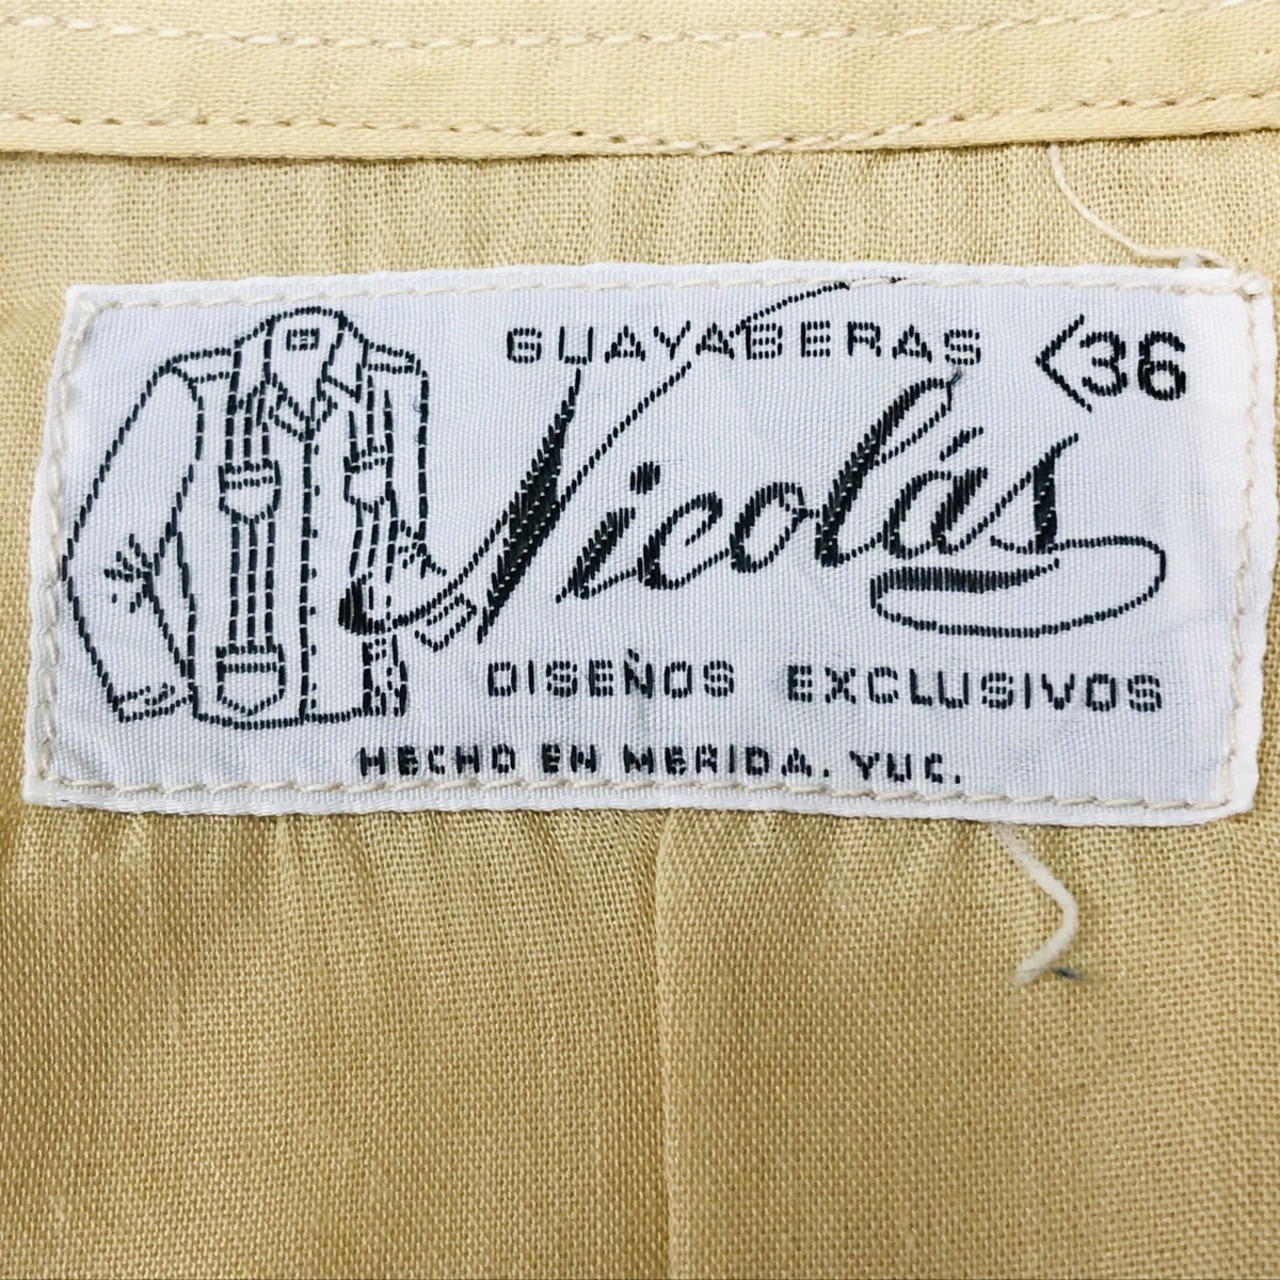 GUAYABERAS <36
Nicolás
DISEÑOS EXCLUSIVOS
HECHO EN MERIDA. YUC.